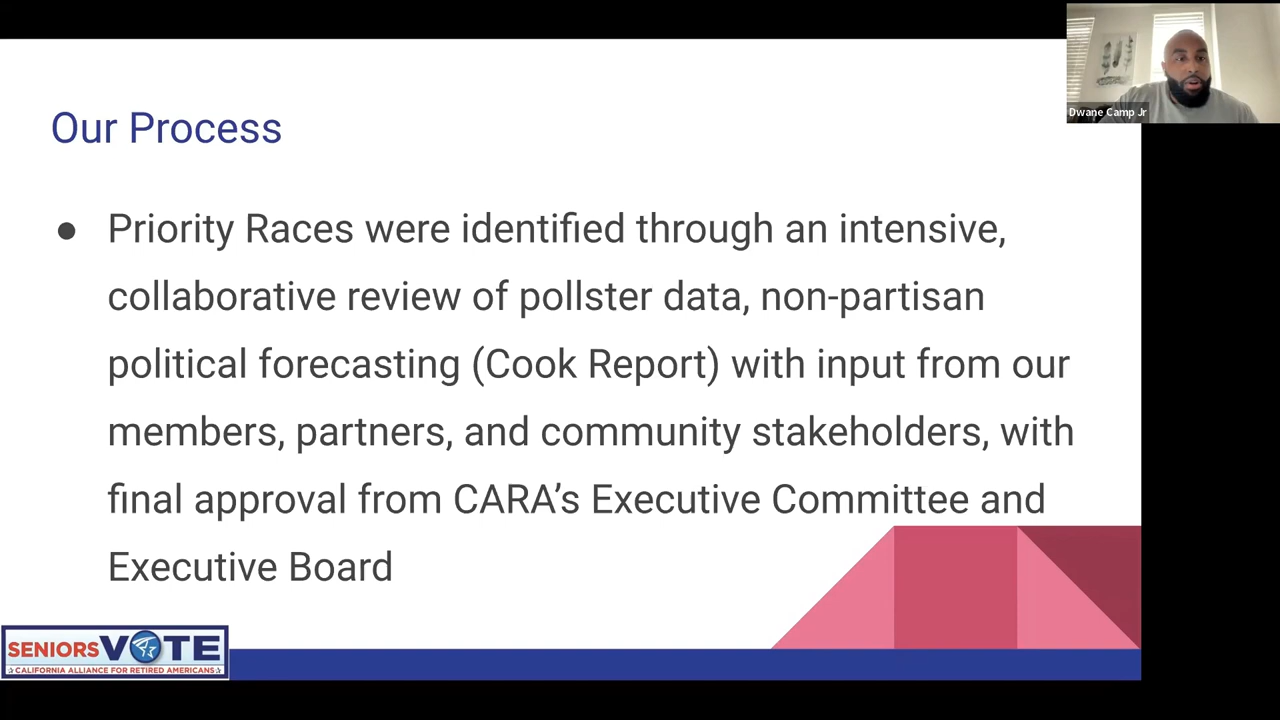 Dwane Camp Jr
Our Process
● Priority Races were identified through an intensive,
collaborative review of pollster data, non-partisan
political forecasting (Cook Report) with input from our
members, partners, and community stakeholders, with
final approval from CARA’s Executive Committee and
Executive Board
SENIORS VOTE
CALIFORNIA ALLIANCE FOR RETIRED AMERICANS